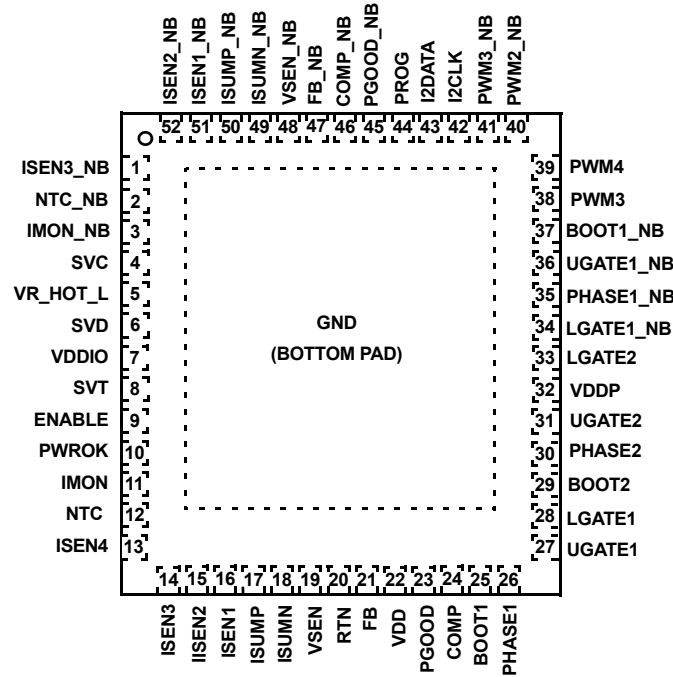 ISEN2_NB
ISEN1_NB
ISUMP_NB
ISUMN_NB
VSEN_NB
FB_NB
COMP_NB
PGOOD_NB
PROG
I2DATA
I2CLK
PWM3_NB
PWM2_NB
52 51 50 49 48 47 46 45 44 43 42 41 40
ISEN3_NB 1
NTC_NB 2
IMON_NB 3
SVC 4
VR_HOT_L 5
SVD 6
VDDIO 7
SVT 8
ENABLE 9
PWROK 10
IMON 11
NTC 12
ISEN4 13
GND
(BOTTOM PAD)
39 PWM4
38 PWM3
37 BOOT1_NB
36 UGATE1_NB
35 PHASE1_NB
34 LGATE1_NB
33 LGATE2
32 VDDP
31 UGATE2
30 PHASE2
29 BOOT2
28 LGATE1
27 UGATE1
14 15 16 17 18 19 20 21 22 23 24 25 26
ISEN3
IISEN2
ISEN1
ISUMP
ISUMN
VSEN
RTN
FB
VDD
PGOOD
COMP
BOOT1
PHASE1